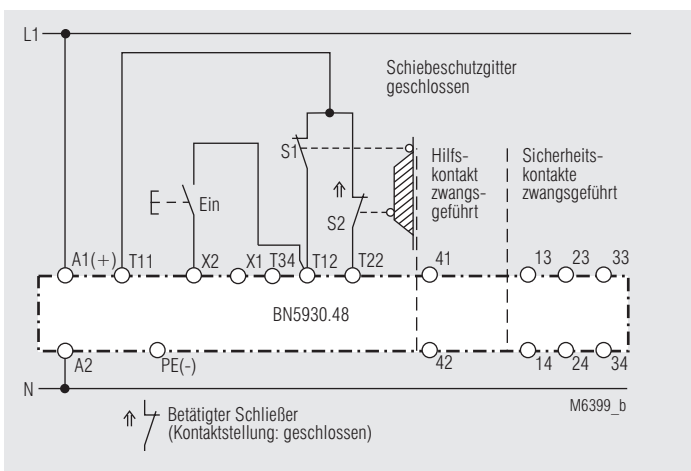 L1
Schiebeschutzgitter
geschlossen
S1
Hilfs-
kontakt
zwangs-
geführt
Sicherheits-
kontakte
zwangsgeführt
Ein
S2
A1(+) T11 X2 X1 T34 T12 T22 41 13 23 33
BN5930.48
A2 PE(-) 42 14 24 34
N
M6399_b
Betätigter Schließer
(Kontaktstellung: geschlossen)